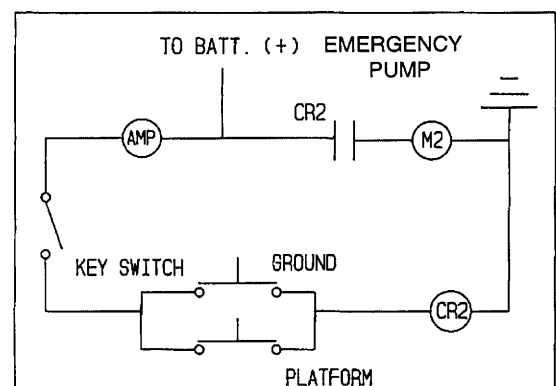 TO BATT. (+) EMERGENCY
PUMP
CR2
AMP
M2
KEY SWITCH
GROUND
CR2
PLATFORM